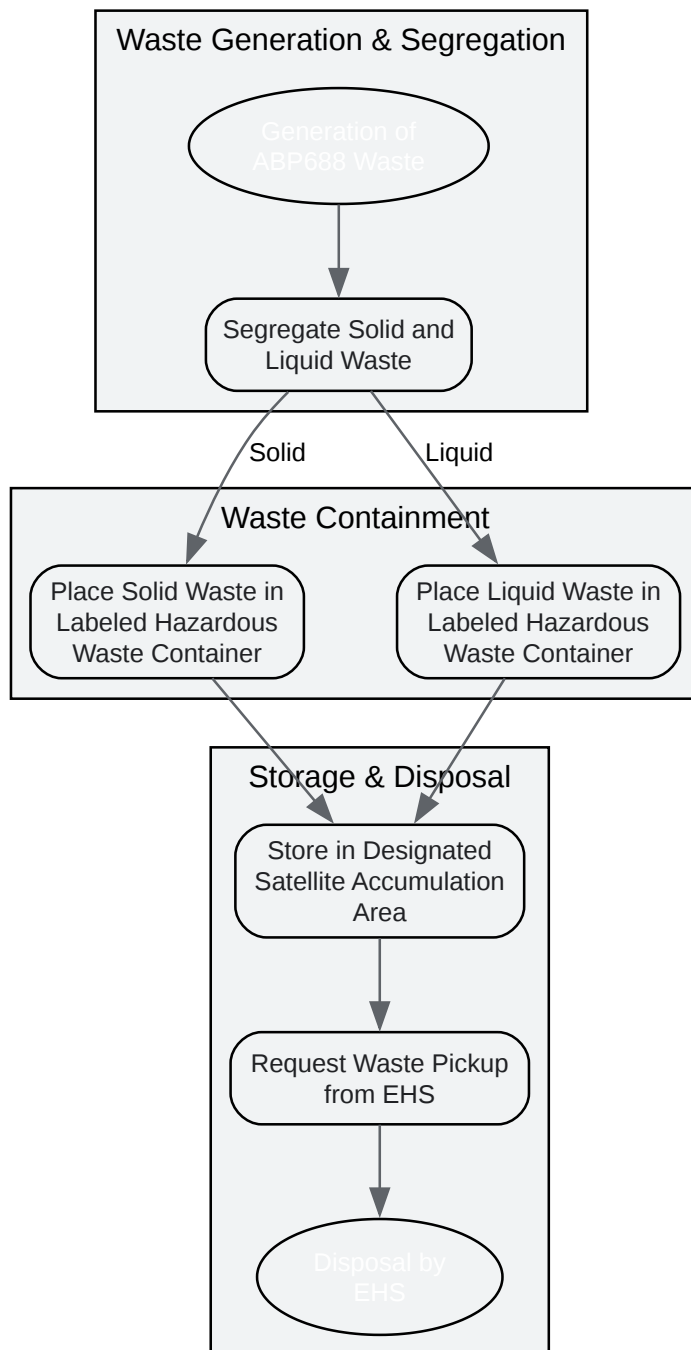 Waste Generation & Segregation
Generation of
ABP688 Waste
Segregate Solid and
Liquid Waste
Solid
Liquid
Waste Containment
Place Solid Waste in
Labeled Hazardous
Waste Container
Place Liquid Waste in
Labeled Hazardous
Waste Container
Storage & Disposal
Store in Designated
Satellite Accumulation
Area
Request Waste Pickup
from EHS
Disposal by
EHS